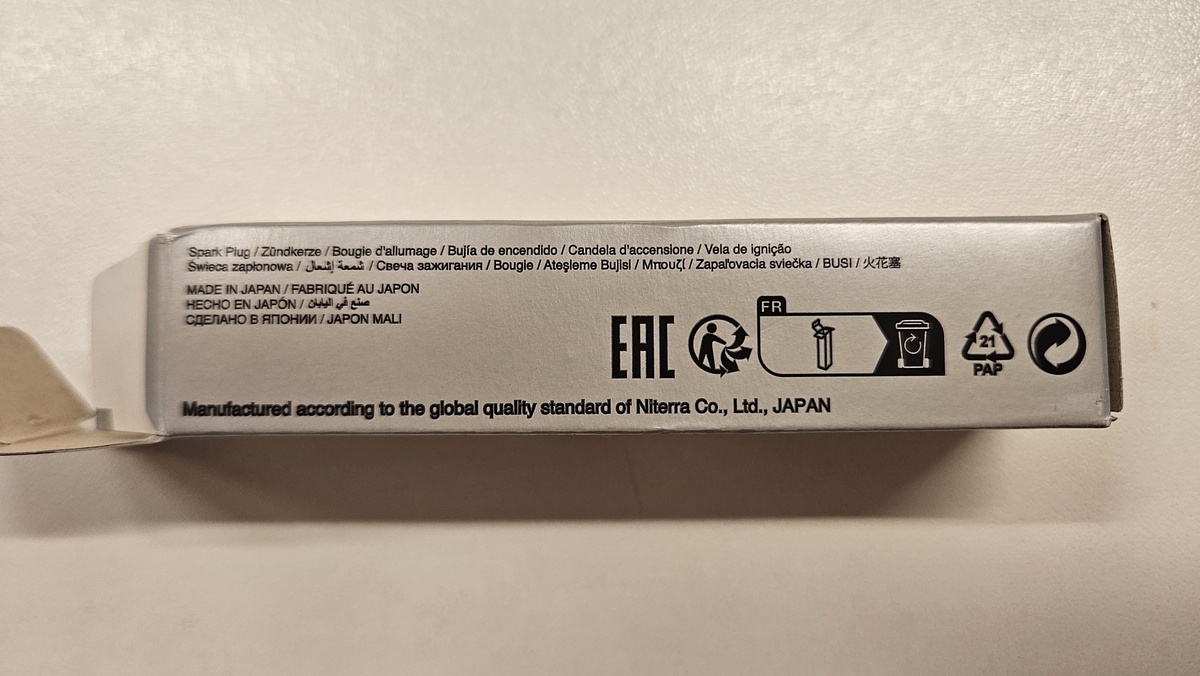 Spark Plug / Zündkerze / Bougie d'allumage / Bujía de encendido / Candela d'accensione / Vela de ignição
Świeca zapłonowa / شمعة إشعال / Свеча зажигания / Bougie / Ateşleme Bujisi / Μπουζί / Zapaľovacia sviečka / BUSI / 火花塞
MADE IN JAPAN / FABRIQUÉ AU JAPON
HECHO EN JAPÓN / صنع في اليابان
СДЕЛАНО В ЯПОНИИ / JAPON MALI
EAC
FR
21
PAP
Manufactured according to the global quality standard of Niterra Co., Ltd., JAPAN